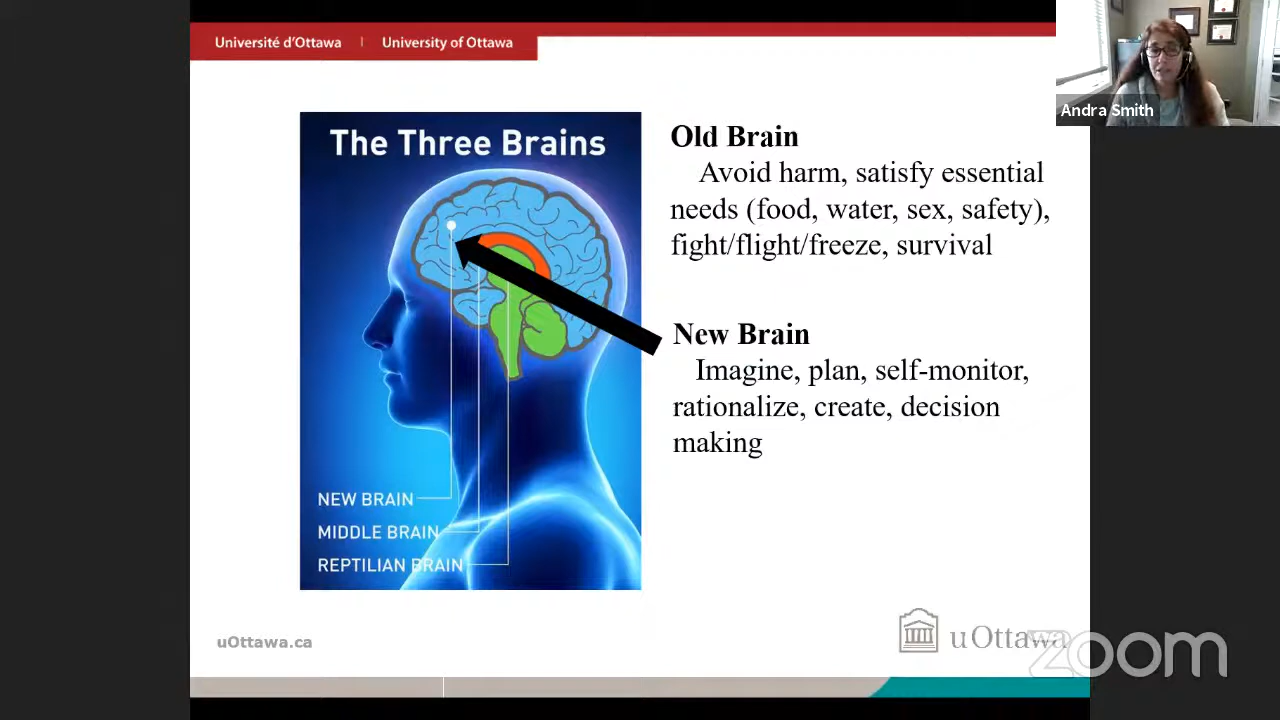 Université d'Ottawa | University of Ottawa
Andra Smith
The Three Brains
NEW BRAIN
MIDDLE BRAIN
REPTILIAN BRAIN
Old Brain
Avoid harm, satisfy essential
needs (food, water, sex, safety),
fight/flight/freeze, survival
New Brain
Imagine, plan, self-monitor,
rationalize, create, decision
making
uOttawa.ca
uOttawa
zoom